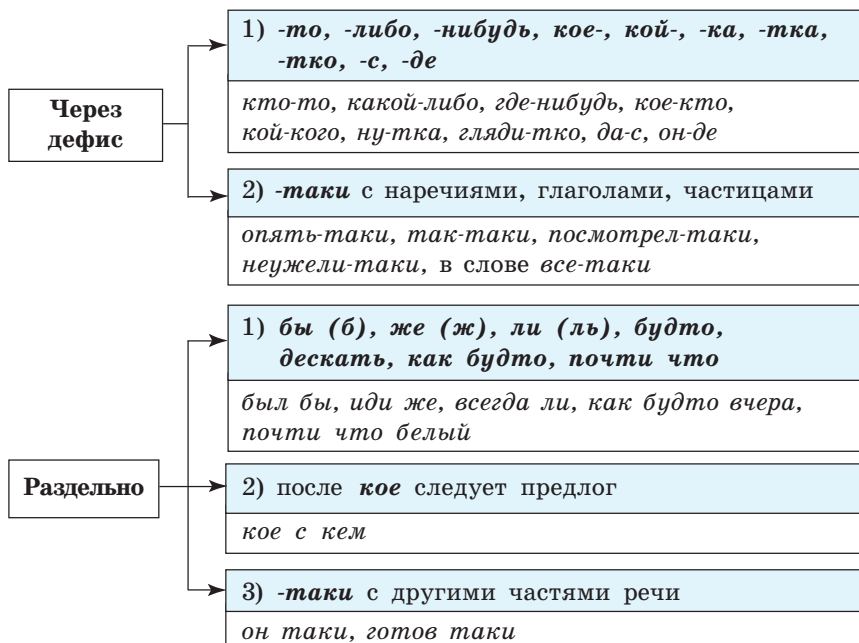 Через
дефис
1) -то, -либо, -нибудь, кое-, кой-, -ка, -тка,
-тко, -с, -де
кто-то, какой-либо, где-нибудь, кое-кто,
кой-кого, ну-тка, гляди-тко, да-с, он-де
2) -таки с наречиями, глаголами, частицами
опять-таки, так-таки, посмотрел-таки,
неужели-таки, в слове все-таки
Раздельно
1) бы (б), же (ж), ли (ль), будто,
дескать, как будто, почти что
был бы, иди же, всегда ли, как будто вчера,
почти что белый
2) после кое следует предлог
кое с кем
3) -таки с другими частями речи
он таки, готов таки